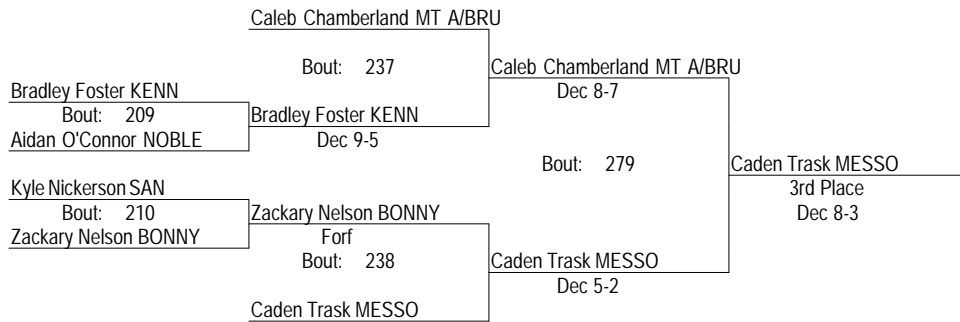 Caleb Chamberland MT A/BRU
Bout: 237
Caleb Chamberland MT A/BRU
Bradley Foster KENN
Dec 8-7
Bout: 209
Bradley Foster KENN
Aidan O'Connor NOBLE
Dec 9-5
Bout: 279
Caden Trask MESSO
Kyle Nickerson SAN
3rd Place
Bout: 210
Zackary Nelson BONNY
Dec 8-3
Zackary Nelson BONNY
Forf
Bout: 238
Caden Trask MESSO
Dec 5-2
Caden Trask MESSO